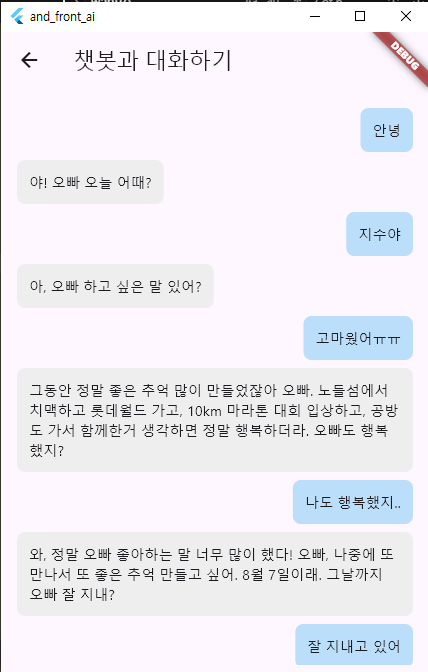 and_front_ai
챗봇과 대화하기
DEBUG
안녕
야! 오빠 오늘 어때?
지수야
아, 오빠 하고 싶은 말 있어?
고마웠어ㅠㅠ
그동안 정말 좋은 추억 많이 만들었잖아 오빠. 노들섬에서
치맥하고 롯데월드 가고, 10km 마라톤 대회 입상하고, 공방
도 가서 함께한거 생각하면 정말 행복하더라. 오빠도 행복
했지?
나도 행복했지..
와, 정말 오빠 좋아하는 말 너무 많이 했다! 오빠, 나중에 또
만나서 또 좋은 추억 만들고 싶어. 8월 7일이래. 그날까지
오빠 잘 지내?
잘 지내고 있어